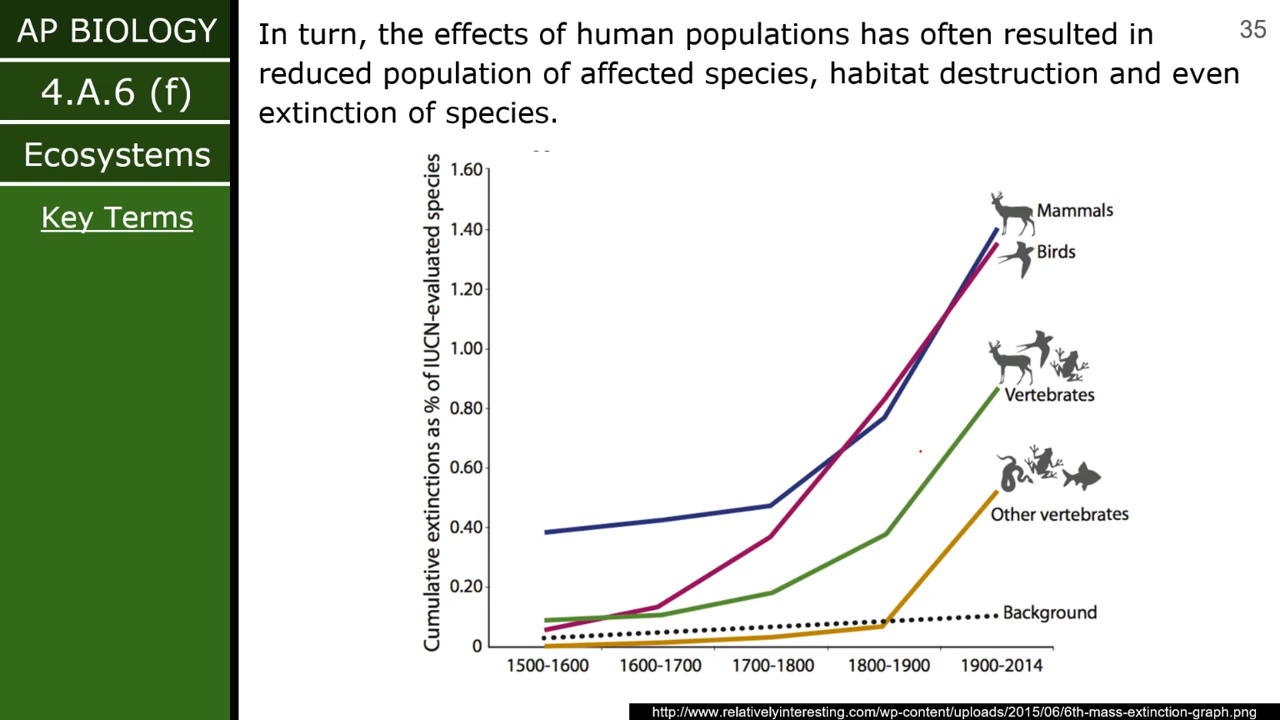 AP BIOLOGY
4.A.6 (f)
Ecosystems
Key Terms
In turn, the effects of human populations has often resulted in
reduced population of affected species, habitat destruction and even
extinction of species.
35
Cumulative extinctions as % of IUCN-evaluated species
1.60
1.40
1.20
1.00
0.80
0.60
0.40
0.20
0
Mammals
Birds
Vertebrates
Other vertebrates
Background
1500-1600 1600-1700 1700-1800 1800-1900 1900-2014
http://www.relativelyinteresting.com/wp-content/uploads/2015/06/6th-mass-extinction-graph.png